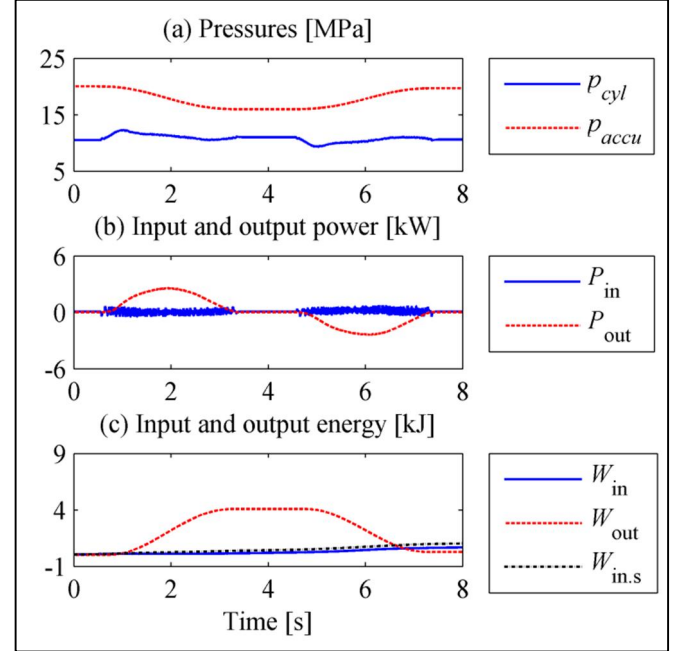 (a) Pressures [MPa]
25
15
5
0 2 4 6 8
p_cyl
p_accu
(b) Input and output power [kW]
6
0
-6
0 2 4 6 8
P_in
P_out
(c) Input and output energy [kJ]
9
4
-1
0 2 4 6 8
Time [s]
W_in
W_out
W_in.s